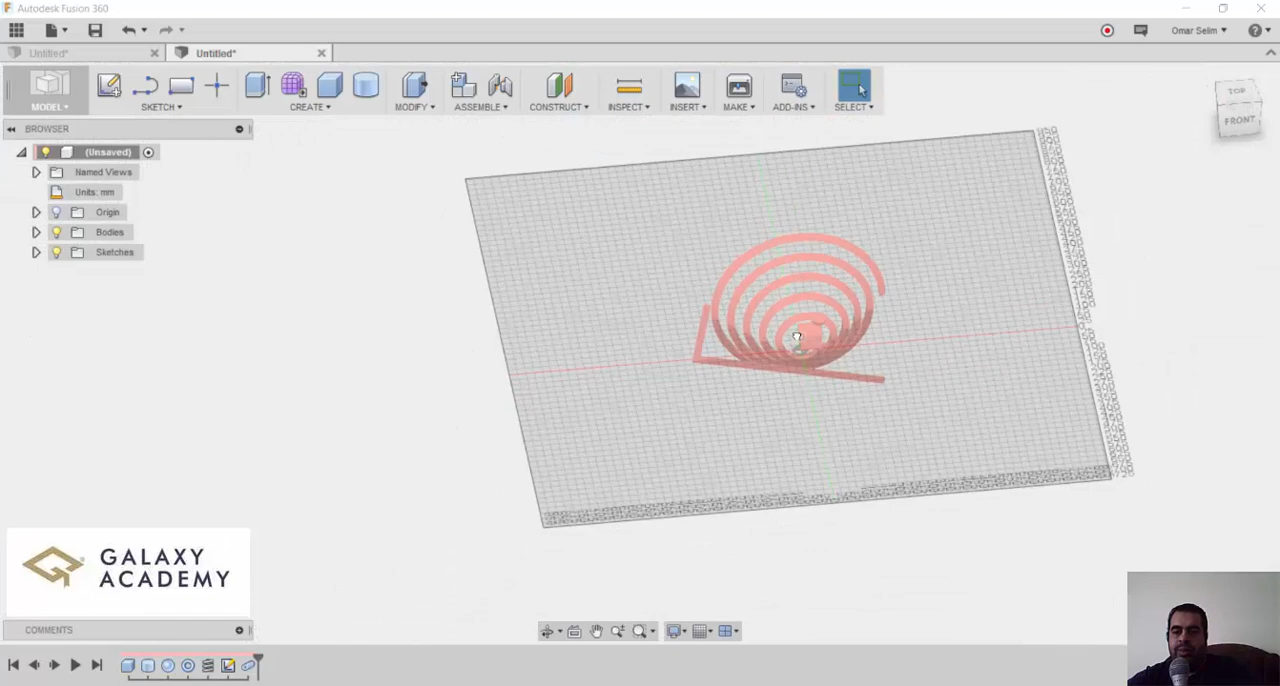 Autodesk Fusion 360
Omar Selim
Untitled*
Untitled*
MODEL
SKETCH
CREATE
MODIFY
ASSEMBLE
CONSTRUCT
INSPECT
INSERT
MAKE
ADD-INS
SELECT
TOP
FRONT
BROWSER
(Unsaved)
Named Views
Units: mm
Origin
Bodies
Sketches
GALAXY
ACADEMY
COMMENTS